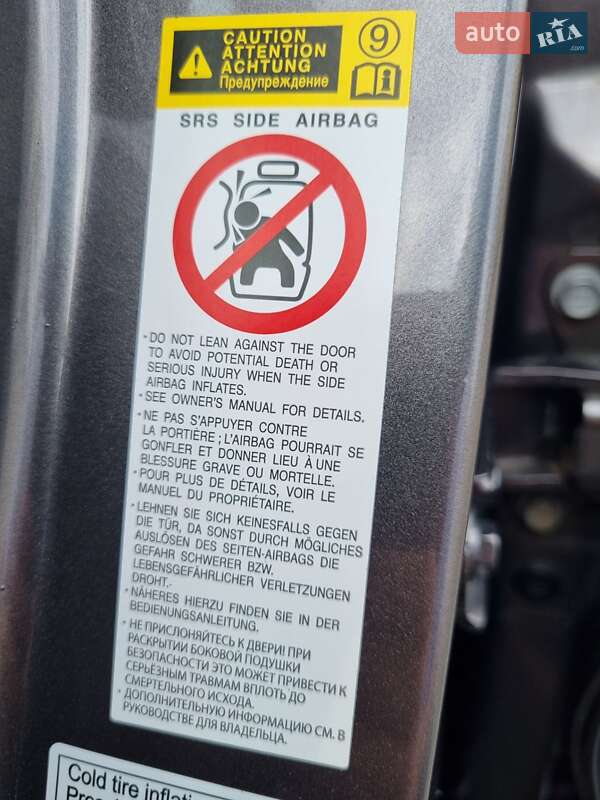 auto RIA.com
CAUTION
ATTENTION
ACHTUNG
Предупреждение
9
SRS SIDE AIRBAG
•DO NOT LEAN AGAINST THE DOOR
TO AVOID POTENTIAL DEATH OR
SERIOUS INJURY WHEN THE SIDE
AIRBAG INFLATES.
•SEE OWNER'S MANUAL FOR DETAILS.
•NE PAS S'APPUYER CONTRE
LA PORTIÈRE ; L'AIRBAG POURRAIT SE
GONFLER ET DONNER LIEU À UNE
BLESSURE GRAVE OU MORTELLE.
•POUR PLUS DE DÉTAILS, VOIR LE
MANUEL DU PROPRIÉTAIRE.
•LEHNEN SIE SICH KEINESFALLS GEGEN
DIE TÜR, DA SONST DURCH MÖGLICHES
AUSLÖSEN DES SEITEN-AIRBAGS DIE
GEFAHR SCHWERER BZW.
LEBENSGEFÄHRLICHER VERLETZUNGEN
DROHT.
•NÄHERES HIERZU FINDEN SIE IN DER
BEDIENUNGSANLEITUNG.
•НЕ ПРИСЛОНЯЙТЕСЬ К ДВЕРИ ПРИ
РАСКРЫТИИ БОКОВОЙ ПОДУШКИ
БЕЗОПАСНОСТИ ЭТО МОЖЕТ ПРИВЕСТИ К
СЕРЬЁЗНЫМ ТРАВМАМ ВПЛОТЬ ДО
СМЕРТЕЛЬНОГО ИСХОДА.
•ДОПОЛНИТЕЛЬНУЮ ИНФОРМАЦИЮ СМ. В
РУКОВОДСТВЕ ДЛЯ ВЛАДЕЛЬЦА.
Cold tire inflati